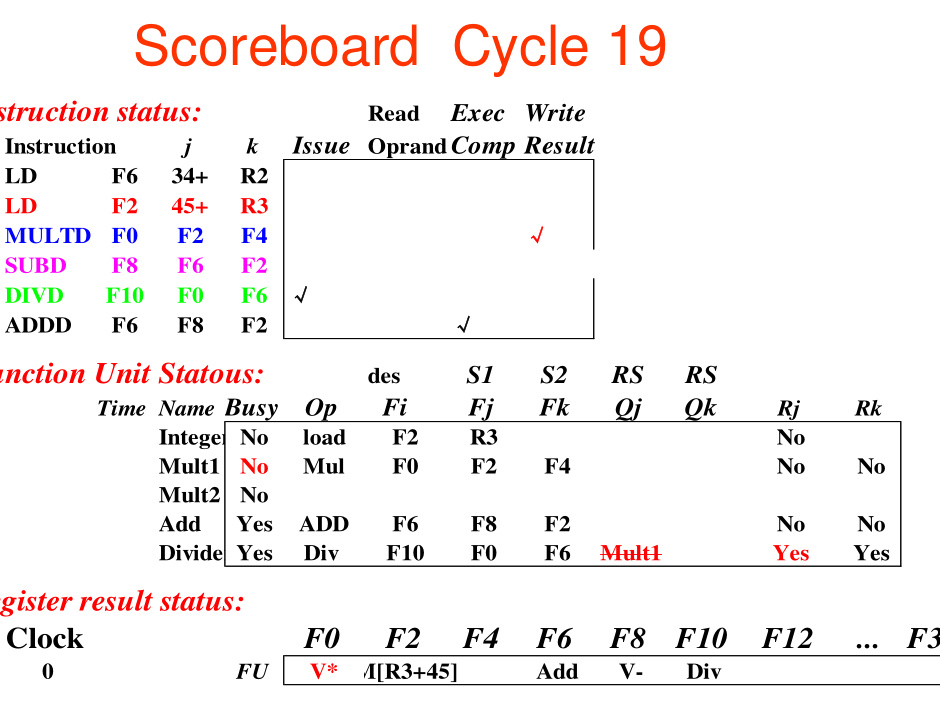 Scoreboard Cycle 19
struction status:
Read Exec Write
Instruction j k Issue Oprand Comp Result
LD F6 34+ R2
LD F2 45+ R3
MULTD F0 F2 F4 √
SUBD F8 F6 F2
DIVD F10 F0 F6 √
ADDD F6 F8 F2 √
unction Unit Statous:
des S1 S2 RS RS
Time Name Busy Op Fi Fj Fk Qj Qk Rj Rk
Integer No load F2 R3 No
Mult1 No Mul F0 F2 F4 No No
Mult2 No
Add Yes ADD F6 F8 F2 No No
Divide Yes Div F10 F0 F6 Mult1 Yes Yes
gister result status:
Clock F0 F2 F4 F6 F8 F10 F12 ... F3
0 FU V* M[R3+45] Add V- Div